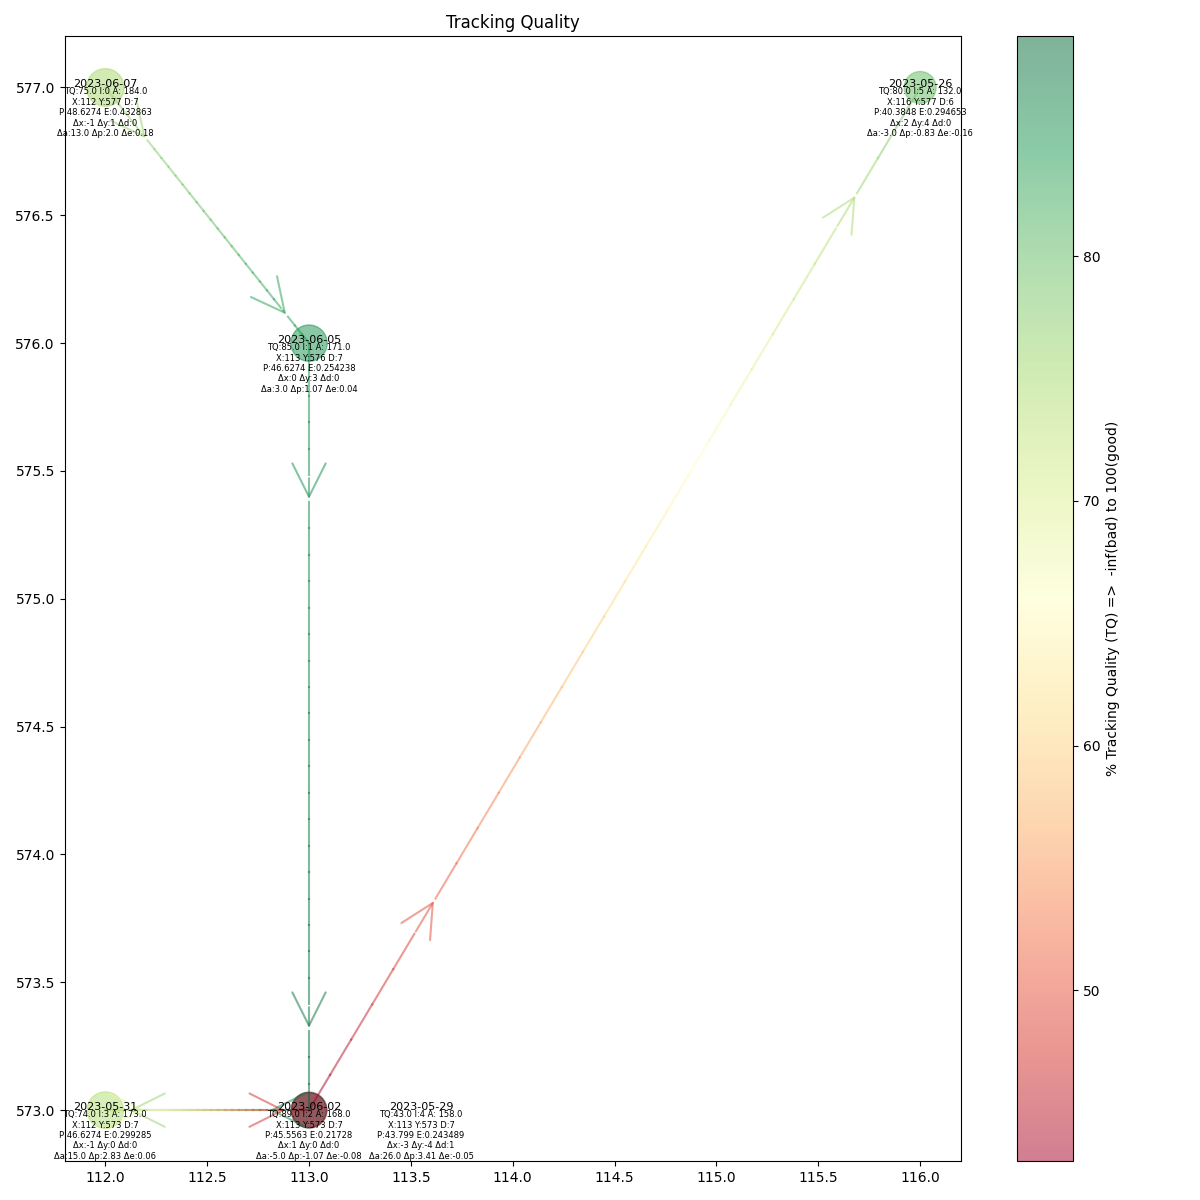 Tracking Quality
2023-06-07
TQ:75.0 I:0 A: 184.0
X:112 Y:577 D:7
P:48.6274 E:0.432863
Δx:-1 Δy:1 Δd:0
Δa:13.0 Δp:2.0 Δe:0.18
2023-05-26
TQ:80.0 I:5 A: 132.0
X:116 Y:577 D:6
P:40.3848 E:0.294653
Δx:2 Δy:4 Δd:0
Δa:-3.0 Δp:-0.83 Δe:-0.16
2023-06-05
TQ:85.0 I:1 A: 171.0
X:113 Y:576 D:7
P:46.6274 E:0.254238
Δx:0 Δy:3 Δd:0
Δa:3.0 Δp:1.07 Δe:0.04
2023-05-31
TQ:74.0 I:3 A: 173.0
X:112 Y:573 D:7
P:46.6274 E:0.299285
Δx:-1 Δy:0 Δd:0
Δa:15.0 Δp:2.83 Δe:0.06
2023-06-02
TQ:89.0 I:2 A: 168.0
X:113 Y:573 D:7
P:45.5563 E:0.21728
Δx:1 Δy:0 Δd:0
Δa:-5.0 Δp:-1.07 Δe:-0.08
2023-05-29
TQ:43.0 I:4 A: 158.0
X:113 Y:573 D:7
P:43.799 E:0.243489
Δx:-3 Δy:-4 Δd:1
Δa:26.0 Δp:3.41 Δe:-0.05
577.0
576.5
576.0
575.5
575.0
574.5
574.0
573.5
573.0
112.0 112.5 113.0 113.5 114.0 114.5 115.0 115.5 116.0
80
70
60
50
% Tracking Quality (TQ) => -inf(bad) to 100(good)